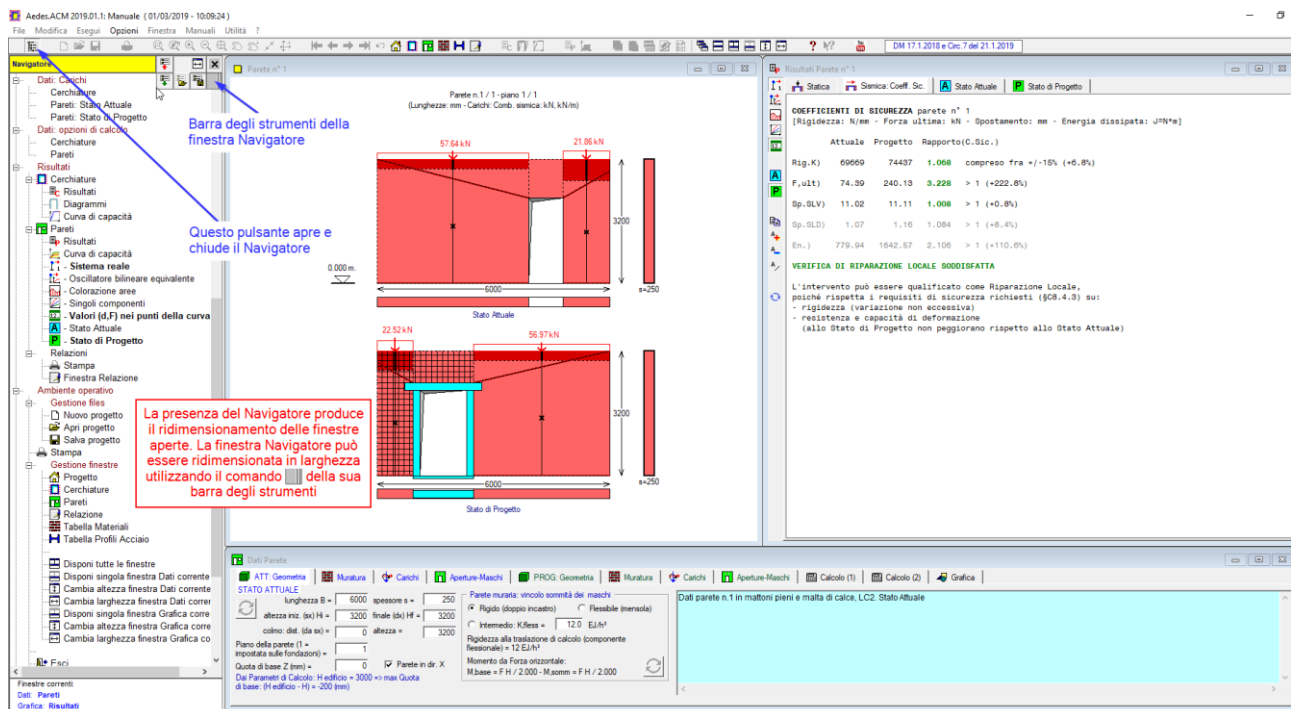 Aedes.ACM 2019.01.1: Manuale ( 01/03/2019 - 10:09:24 )
File Modifica Esegui Opzioni Finestra Manuali Utilità ?
DM 17.1.2018 e Circ.7 del 21.1.2019
Navigatore
Dati: Carichi
Cerchiature
Pareti: Stato Attuale
Pareti: Stato di Progetto
Dati: opzioni di calcolo
Cerchiature
Pareti
Risultati
Cerchiature
Risultati
Diagrammi
Curva di capacità
Pareti
Risultati
Curva di capacità
- Sistema reale
- Oscillatore bilineare equivalente
- Colorazione aree
- Singoli componenti
- Valori (d,F) nei punti della curva
A - Stato Attuale
P - Stato di Progetto
Relazioni
Stampa
Finestra Relazione
Ambiente operativo
Gestione files
Nuovo progetto
Apri progetto
Salva progetto
Stampa
Gestione finestre
Progetto
Cerchiature
Pareti
Relazione
Tabella Materiali
Tabella Profili Acciaio
Disponi tutte le finestre
Disponi singola finestra Dati corrente
Cambia altezza finestra Dati corrente
Cambia larghezza finestra Dati correr
Disponi singola finestra Grafica corre
Cambia altezza finestra Grafica corre
Cambia larghezza finestra Grafica co
Esci
Finestre correnti:
Dati: Pareti
Grafica: Risultati
Barra degli strumenti della
finestra Navigatore
Questo pulsante apre e
chiude il Navigatore
La presenza del Navigatore produce
il ridimensionamento delle finestre
aperte. La finestra Navigatore può
essere ridimensionata in larghezza
utilizzando il comando della sua
barra degli strumenti
Parete n° 1
Parete n.1 / 1 - piano 1 / 1
(Lunghezze: mm - Carichi: Comb. sismica: kN, kN/m)
57.64 kN
21.86 kN
3200
0.000 m.
6000
s=250
Stato Attuale
22.52 kN
56.97 kN
3200
6000
s=250
Stato di Progetto
Risultati Parete n° 1
Statica
Sismica: Coeff. Sic.
A Stato Attuale
P Stato di Progetto
COEFFICIENTI DI SICUREZZA parete n° 1
[Rigidezza: N/mm - Forza ultima: kN - Spostamento: mm - Energia dissipata: J=N*m]
Attuale Progetto Rapporto(C.Sic.)
Rig.K) 69669 74437 1.068 compreso fra +/-15% (+6.8%)
F,ult) 74.39 240.13 3.228 > 1 (+222.8%)
Sp.SLV) 11.02 11.11 1.008 > 1 (+0.8%)
Sp.SLD) 1.07 1.16 1.084 > 1 (+8.4%)
En.) 779.94 1642.57 2.106 > 1 (+110.6%)
VERIFICA DI RIPARAZIONE LOCALE SODDISFATTA
L'intervento può essere qualificato come Riparazione Locale,
poiché rispetta i requisiti di sicurezza richiesti (§C8.4.3) su:
- rigidezza (variazione non eccessiva)
- resistenza e capacità di deformazione
(allo Stato di Progetto non peggiorano rispetto allo Stato Attuale)
Dati Parete
ATT: Geometria
Muratura
Carichi
Aperture-Maschi
PROG: Geometria
Muratura
Carichi
Aperture-Maschi
Calcolo (1)
Calcolo (2)
Grafica
STATO ATTUALE
lunghezza B = 6000 spessore s = 250
altezza iniz. (sx) Hi = 3200 finale (dx) Hf = 3200
colmo: dist. (da sx) = 0 altezza = 3200
Piano della parete (1 =
impostata sulle fondazioni) = 1
Quota di base Z (mm) = 0 Parete in dir. X
Dai Parametri di Calcolo: H edificio = 3000 => max Quota
di base: (H edificio - H) = -200 (mm)
Parete muraria: vincolo sommità dei maschi
Rigido (doppio incastro) Flessibile (mensola)
Intermedio: K,fless = 12.0 EJ/h³
Rigidezza alla traslazione di calcolo (componente
flessionale) = 12 EJ/h³
Momento da Forza orizzontale:
M,base = F H / 2.000 - M,somm = F H / 2.000
Dati parete n.1 in mattoni pieni e malta di calce, LC2. Stato Attuale